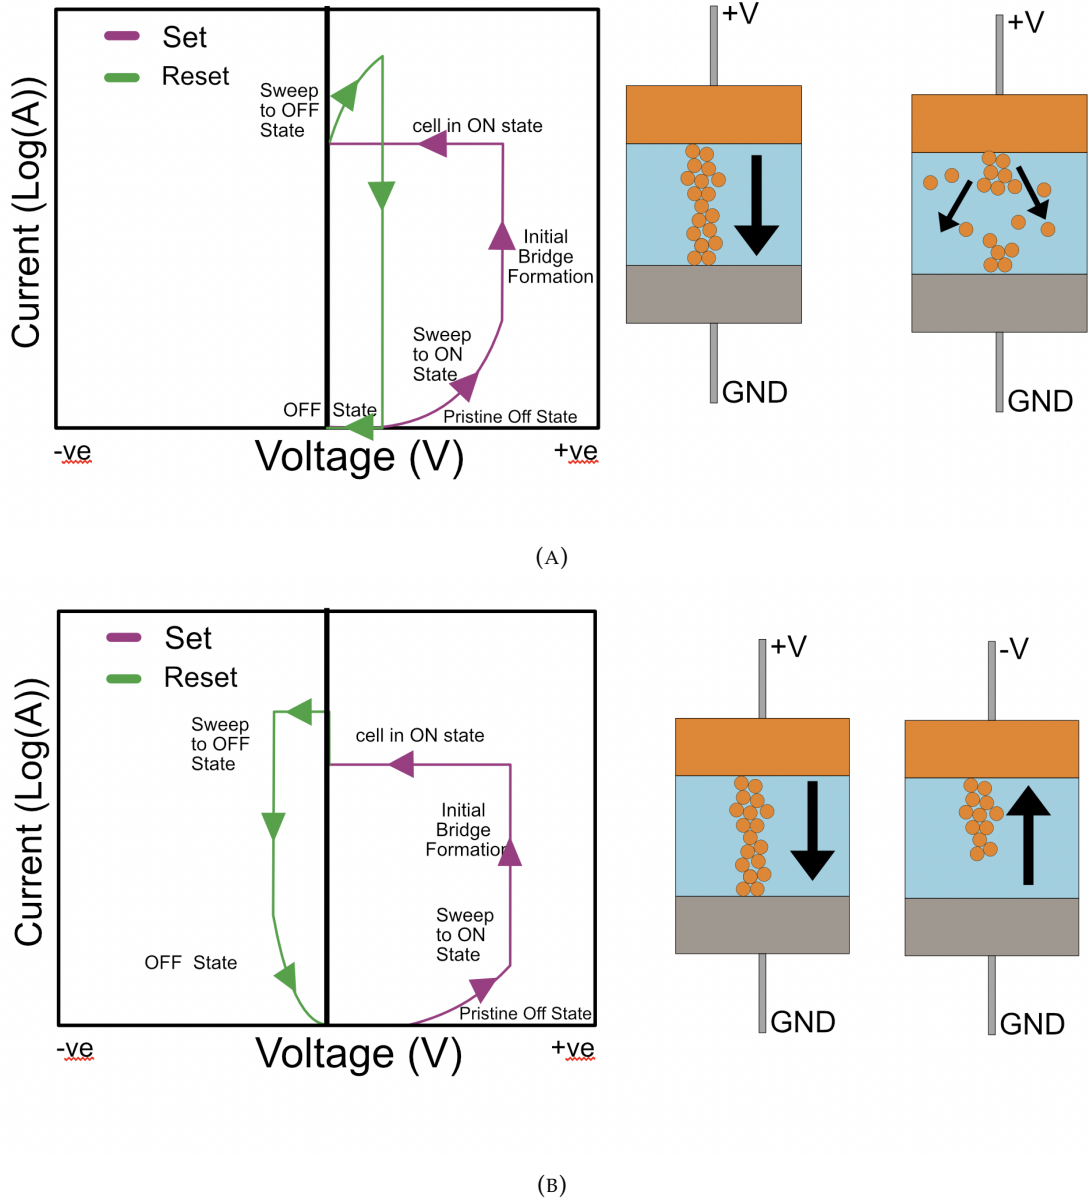 Set
Reset
Sweep
to OFF
State
cell in ON state
Initial
Bridge
Formation
Sweep
to ON
State
OFF State
Pristine Off State
Current (Log(A))
-ve
Voltage (V)
+ve
+V
GND
+V
GND
(A)
Set
Reset
Sweep
to OFF
State
cell in ON state
Initial
Bridge
Formation
Sweep
to ON
State
OFF State
Pristine Off State
Current (Log(A))
-ve
Voltage (V)
+ve
+V
GND
-V
GND
(B)